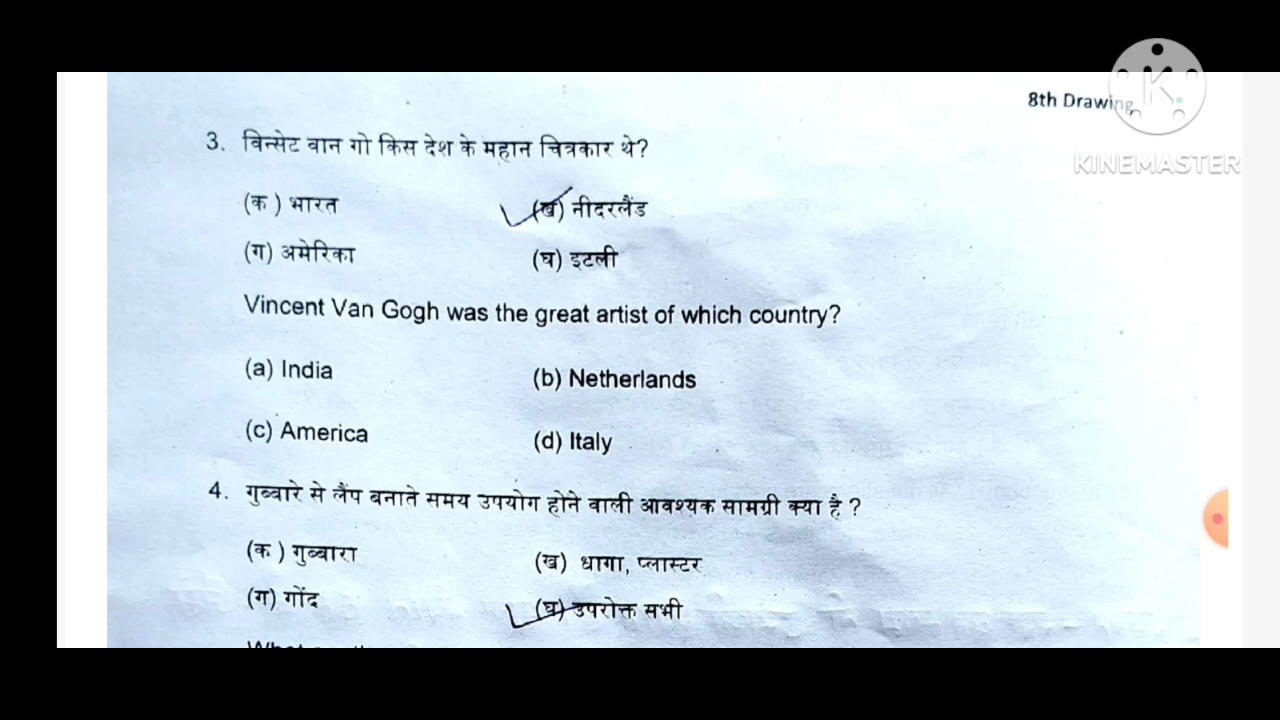 8th Drawing
KINEMASTER
3. विन्सेट वान गो किस देश के महान चित्रकार थे?
(क ) भारत (ख) नीदरलैंड
(ग) अमेरिका (घ) इटली
Vincent Van Gogh was the great artist of which country?
(a) India (b) Netherlands
(c) America (d) Italy
4. गुब्बारे से लैंप बनाते समय उपयोग होने वाली आवश्यक सामग्री क्या है ?
(क ) गुब्बारा (ख) धागा, प्लास्टर
(ग) गोंद (घ) उपरोक्त सभी